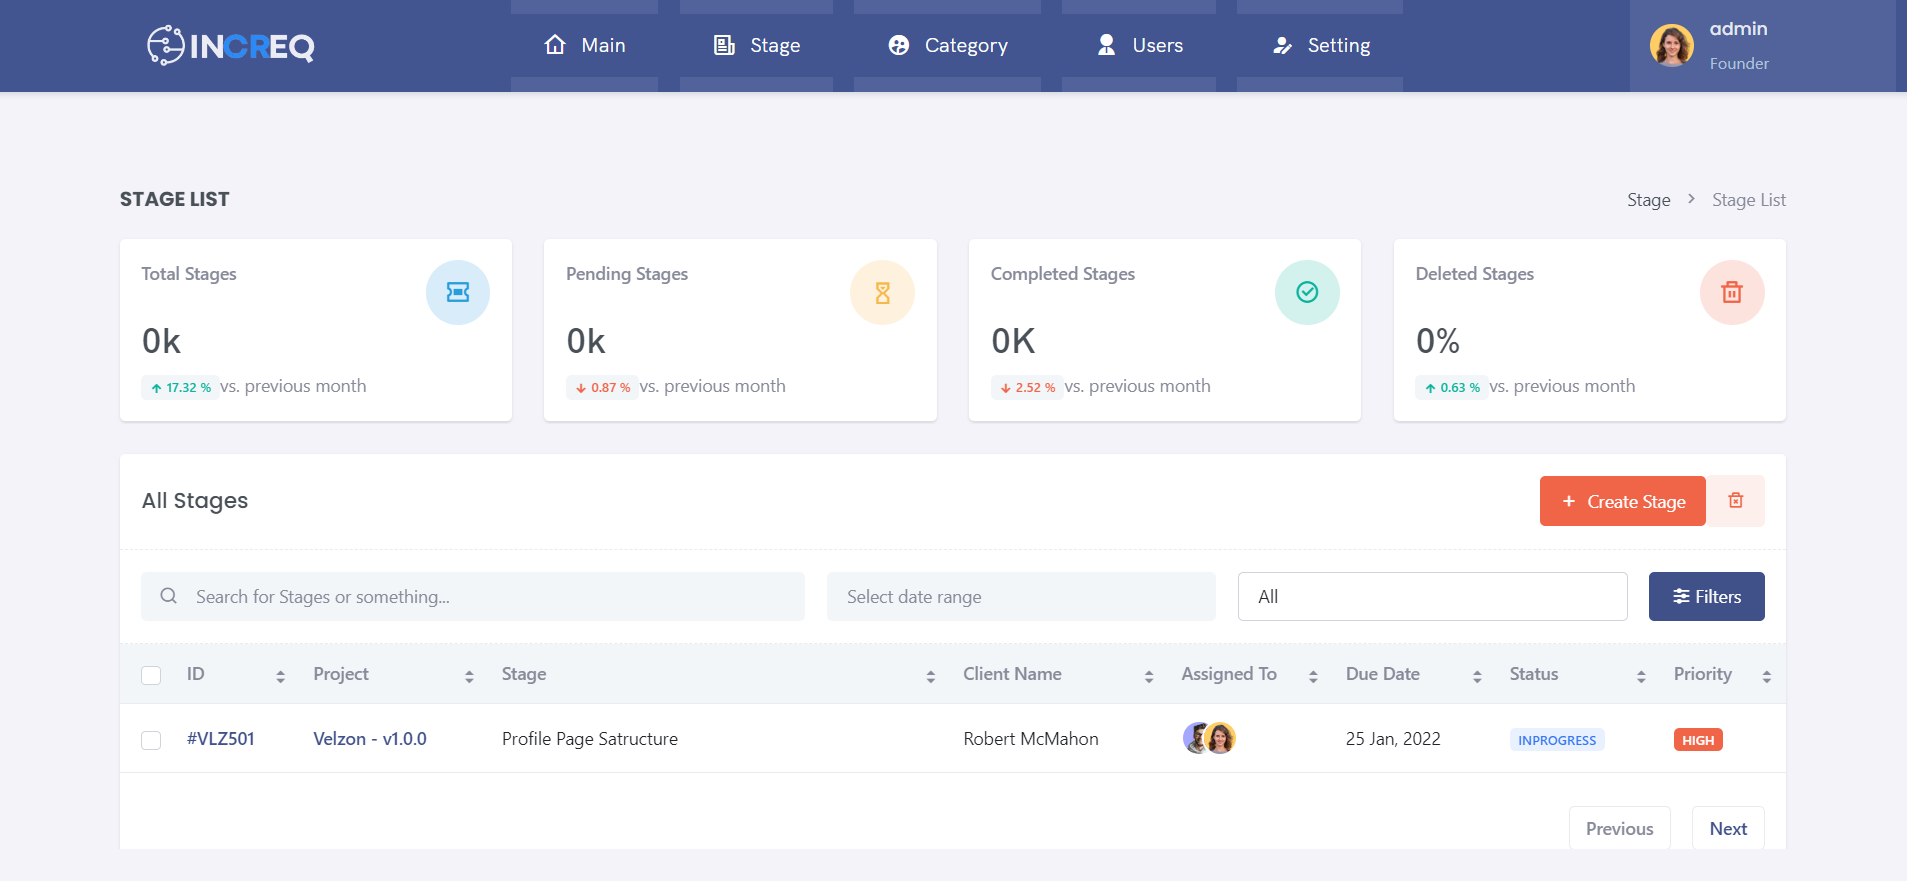 INCREQ
Main
Stage
Category
Users
Setting
admin
Founder
STAGE LIST
Stage > Stage List
Total Stages
0k
17.32 % vs. previous month
Pending Stages
0k
0.87 % vs. previous month
Completed Stages
0K
2.52 % vs. previous month
Deleted Stages
0%
0.63 % vs. previous month
All Stages
+ Create Stage
Search for Stages or something...
Select date range
All
Filters
ID Project Stage Client Name Assigned To Due Date Status Priority
#VLZ501 Velzon - v1.0.0 Profile Page Satructure Robert McMahon 25 Jan, 2022 INPROGRESS HIGH
Previous Next